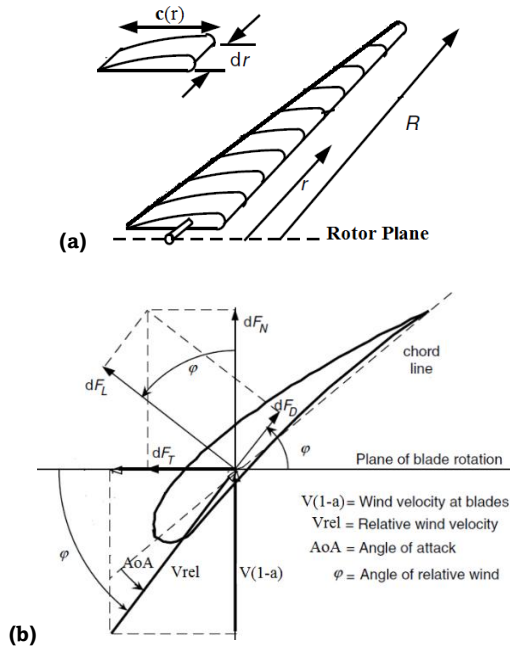 c(r)
dr
R
r
Rotor Plane
(a)
dF_N
chord
line
φ
dF_L
dF_D
φ
dF_T
Plane of blade rotation
V(1-a) = Wind velocity at blades
Vrel = Relative wind velocity
φ
AoA
Vrel
V(1-a)
AoA = Angle of attack
φ = Angle of relative wind
(b)